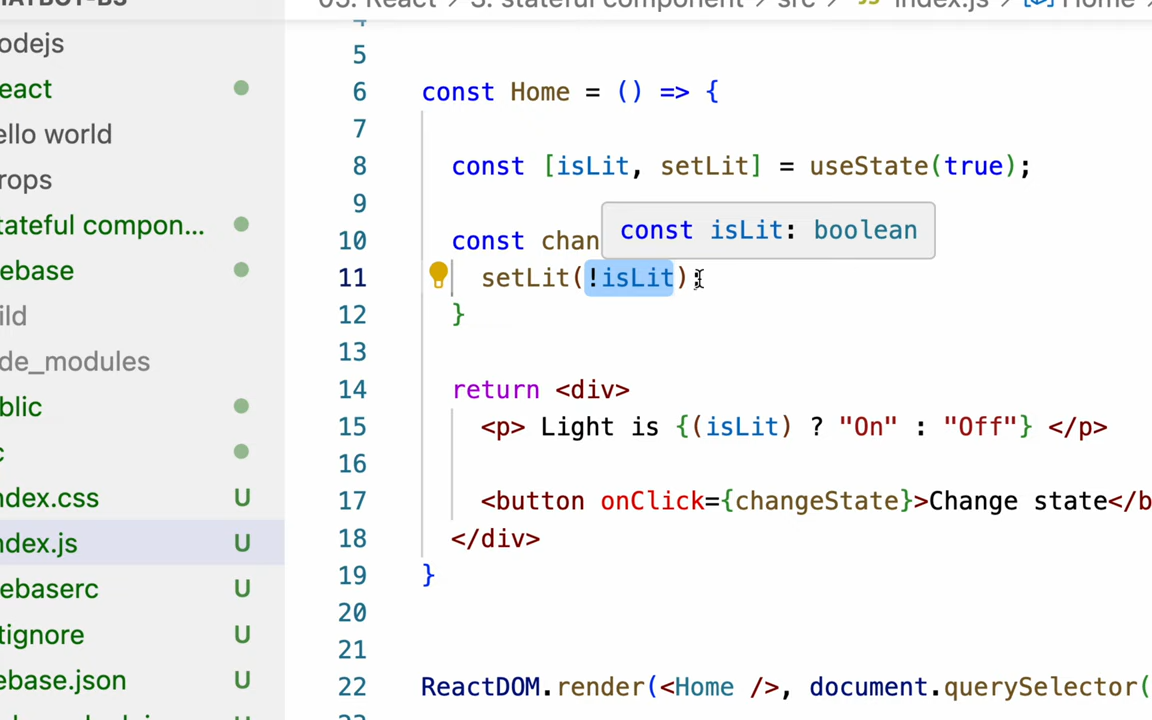 05. React > 3. stateful component > src > JS index.js > Home
odejs
eact
ello world
rops
tateful compon...
ebase
ild
de_modules
blic
c
ndex.css U
ndex.js U
ebaserc U
tignore U
ebase.json U
5
6 const Home = () => {
7
8 const [isLit, setLit] = useState(true);
9
10 const chan
const isLit: boolean
11 setLit(!isLit);
12 }
13
14 return <div>
15 <p> Light is {(isLit) ? "On" : "Off"} </p>
16
17 <button onClick={changeState}>Change state</b
18 </div>
19 }
20
21
22 ReactDOM.render(<Home />, document.querySelector(